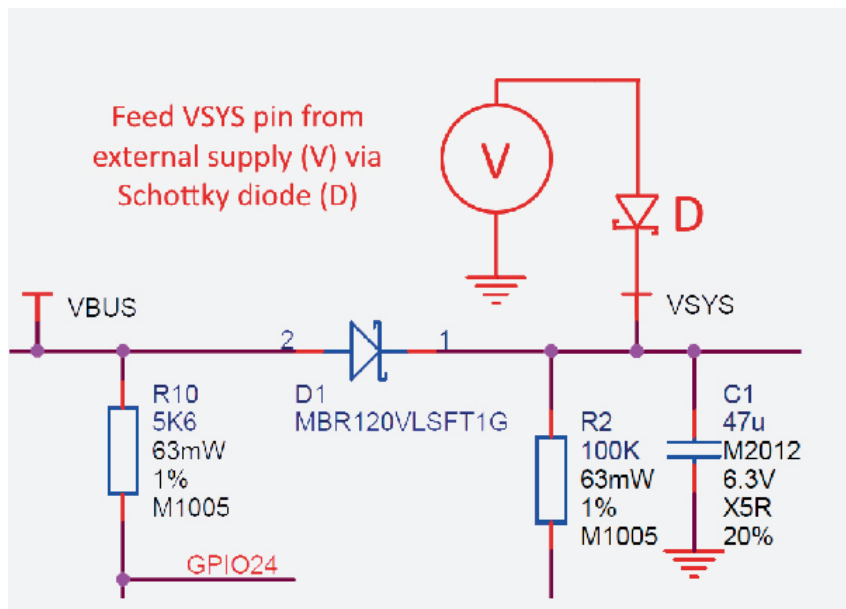 Feed VSYS pin from
external supply (V) via
Schottky diode (D)
V
D
VBUS
VSYS
2
1
R10
5K6
63mW
1%
M1005
D1
MBR120VLSFT1G
R2
100K
63mW
1%
M1005
C1
47u
M2012
6.3V
X5R
20%
GPIO24